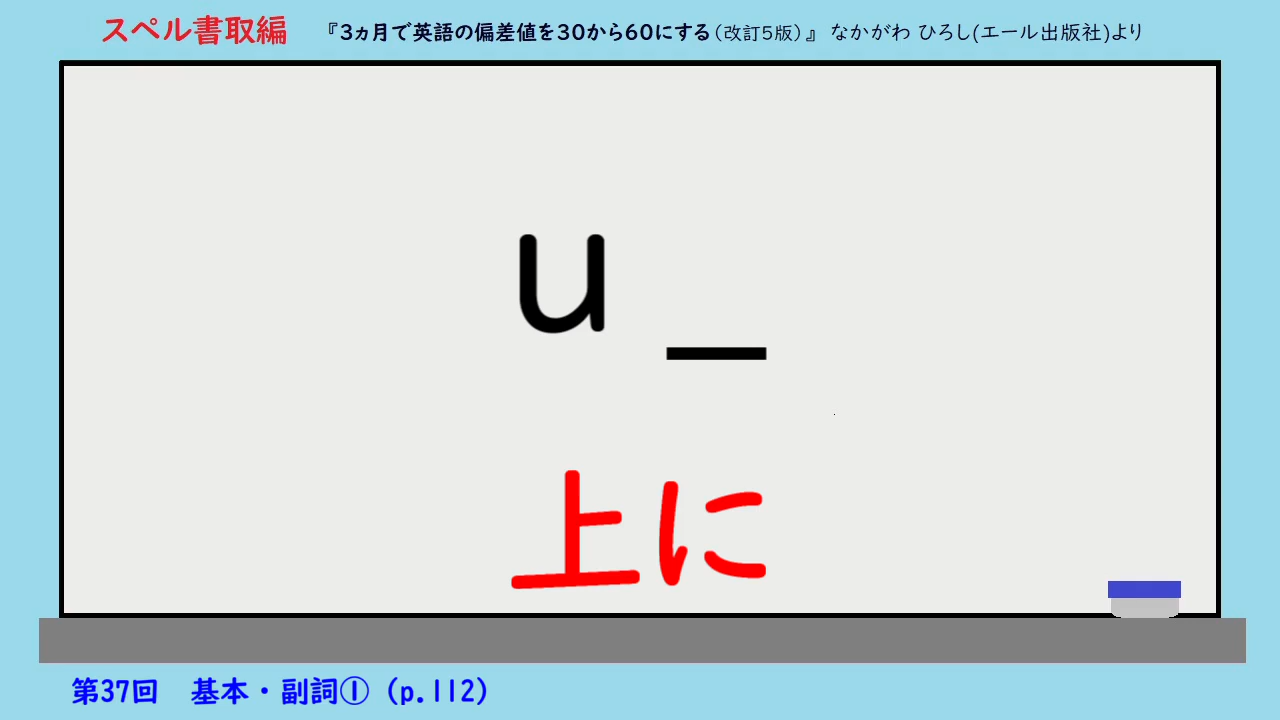 スペル書取編 『3ヵ月で英語の偏差値を30から60にする(改訂5版)』 なかがわ ひろし(エール出版社)より
u _
上に
第37回 基本・副詞① (p.112)